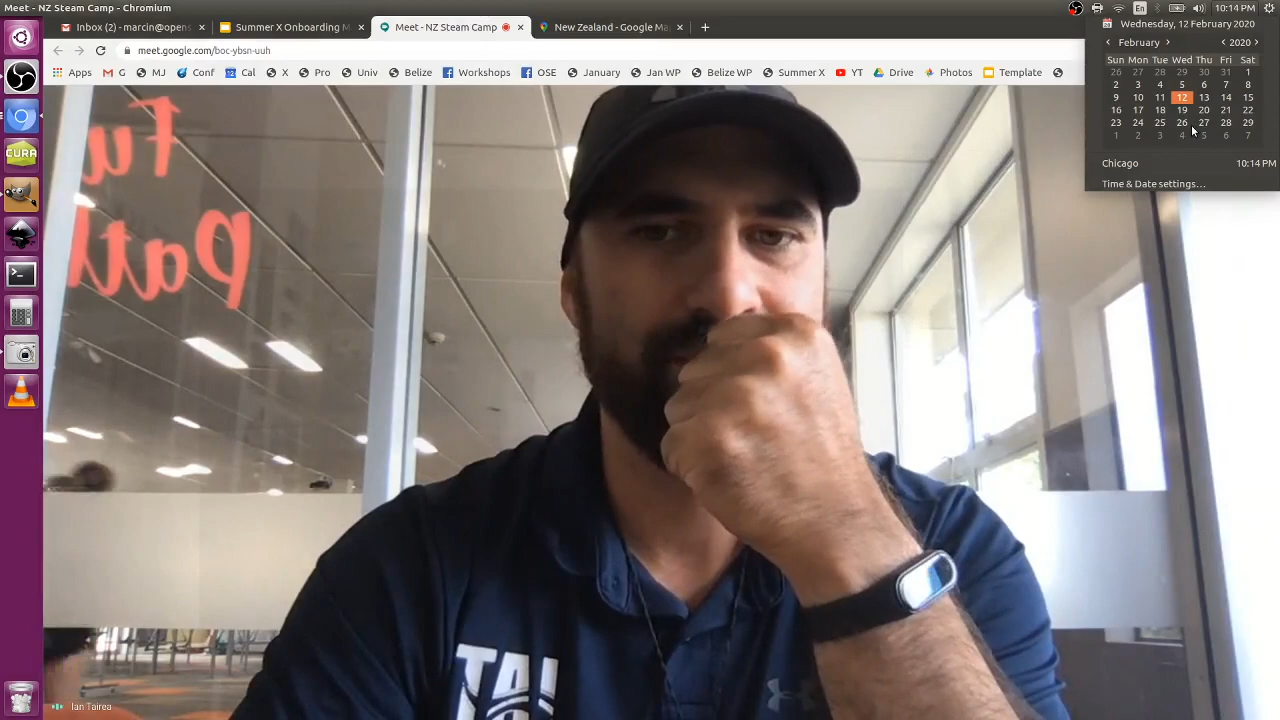 Meet - NZ Steam Camp - Chromium
En
10:14 PM
Inbox (2) - marcin@opens
Summer X Onboarding M
Meet - NZ Steam Camp
New Zealand - Google Ma
meet.google.com/boc-ybsn-uuh
Apps
G
MJ
Conf
Cal
X
Pro
Univ
Belize
Workshops
OSE
January
Jan WP
Belize WP
Summer X
YT
Drive
Photos
Template
Wednesday, 12 February 2020
February 2020
Sun Mon Tue Wed Thu Fri Sat
26 27 28 29 30 31 1
2 3 4 5 6 7 8
9 10 11 12 13 14 15
16 17 18 19 20 21 22
23 24 25 26 27 28 29
1 2 3 4 5 6 7
Chicago 10:14 PM
Time & Date settings...
CURA
Fu
Pat
TAI
Ian Tairea